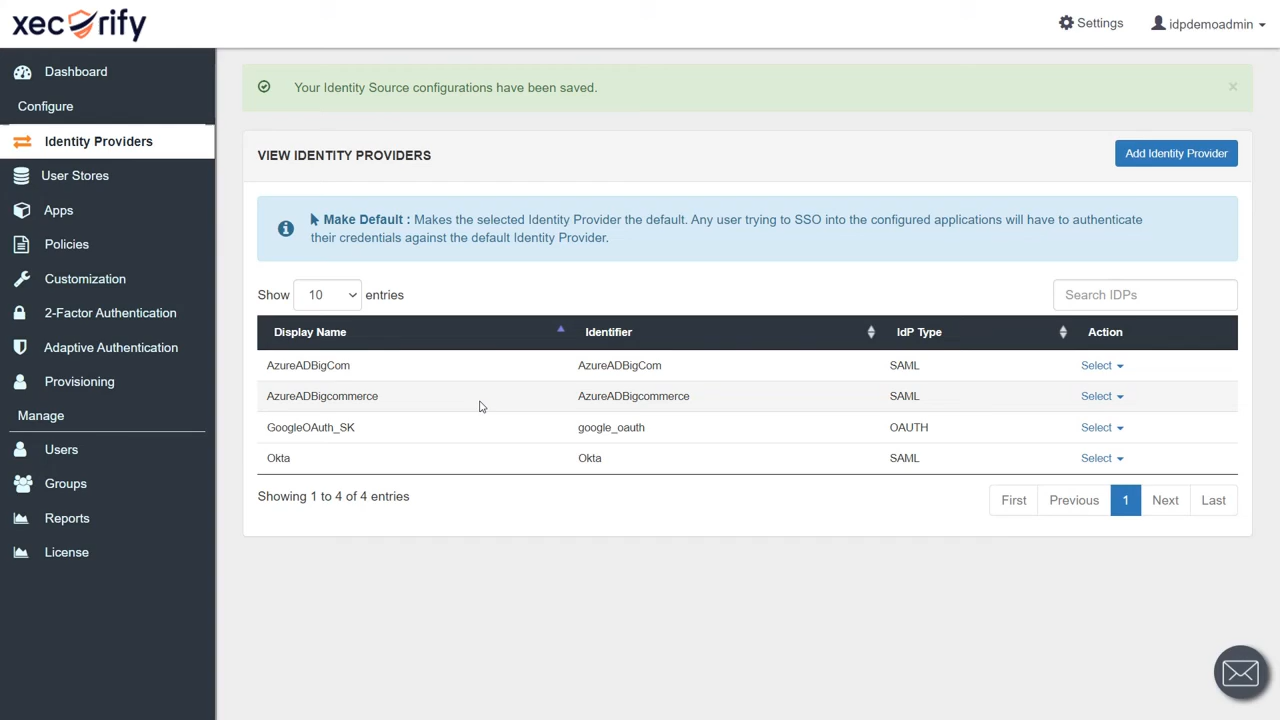 xecurify
Settings
idpdemoadmin
Dashboard
Configure
Identity Providers
User Stores
Apps
Policies
Customization
2-Factor Authentication
Adaptive Authentication
Provisioning
Manage
Users
Groups
Reports
License
Your Identity Source configurations have been saved.
×
VIEW IDENTITY PROVIDERS
Add Identity Provider
Make Default : Makes the selected Identity Provider the default. Any user trying to SSO into the configured applications will have to authenticate
their credentials against the default Identity Provider.
Show 10 entries
Search IDPs
Display Name Identifier IdP Type Action
AzureADBigCom AzureADBigCom SAML Select
AzureADBigcommerce AzureADBigcommerce SAML Select
GoogleOAuth_SK google_oauth OAUTH Select
Okta Okta SAML Select
Showing 1 to 4 of 4 entries
First Previous 1 Next Last